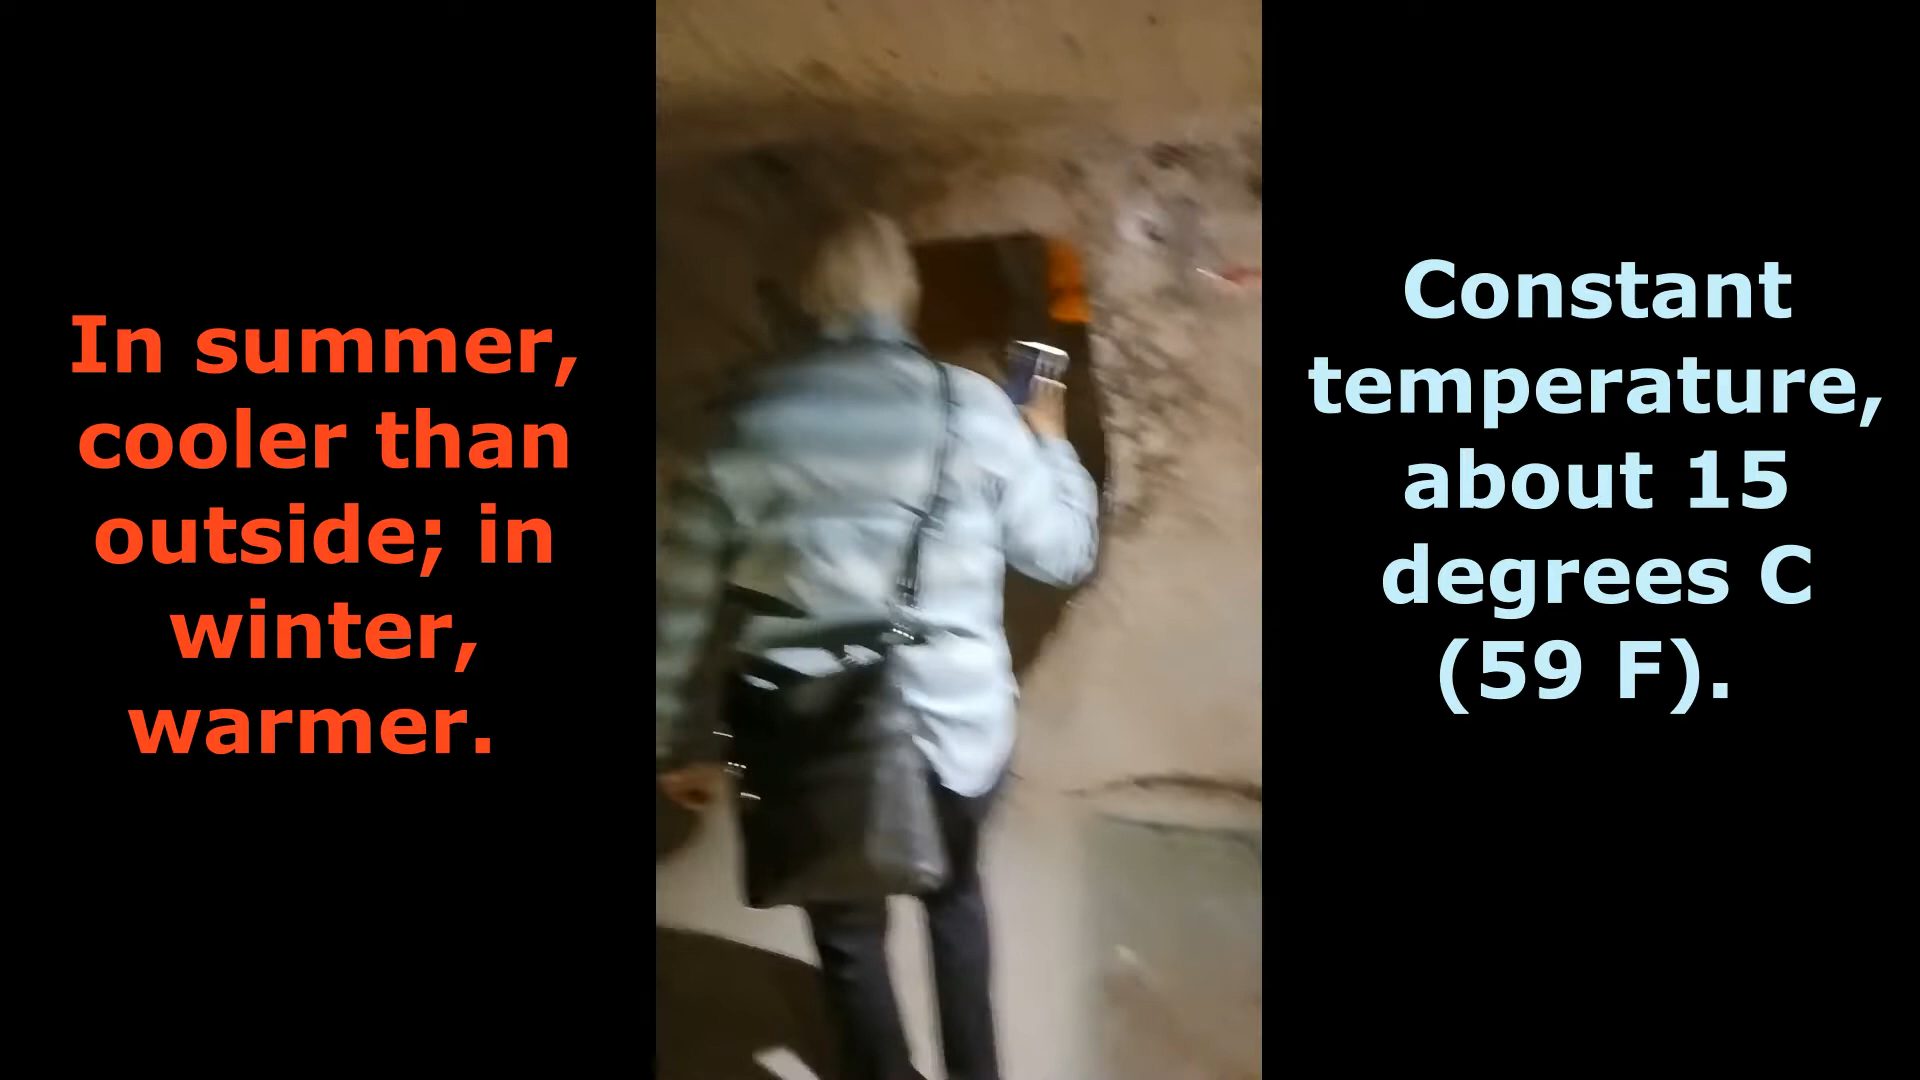 In summer,
cooler than
outside; in
winter,
warmer.
Constant
temperature,
about 15
degrees C
(59 F).